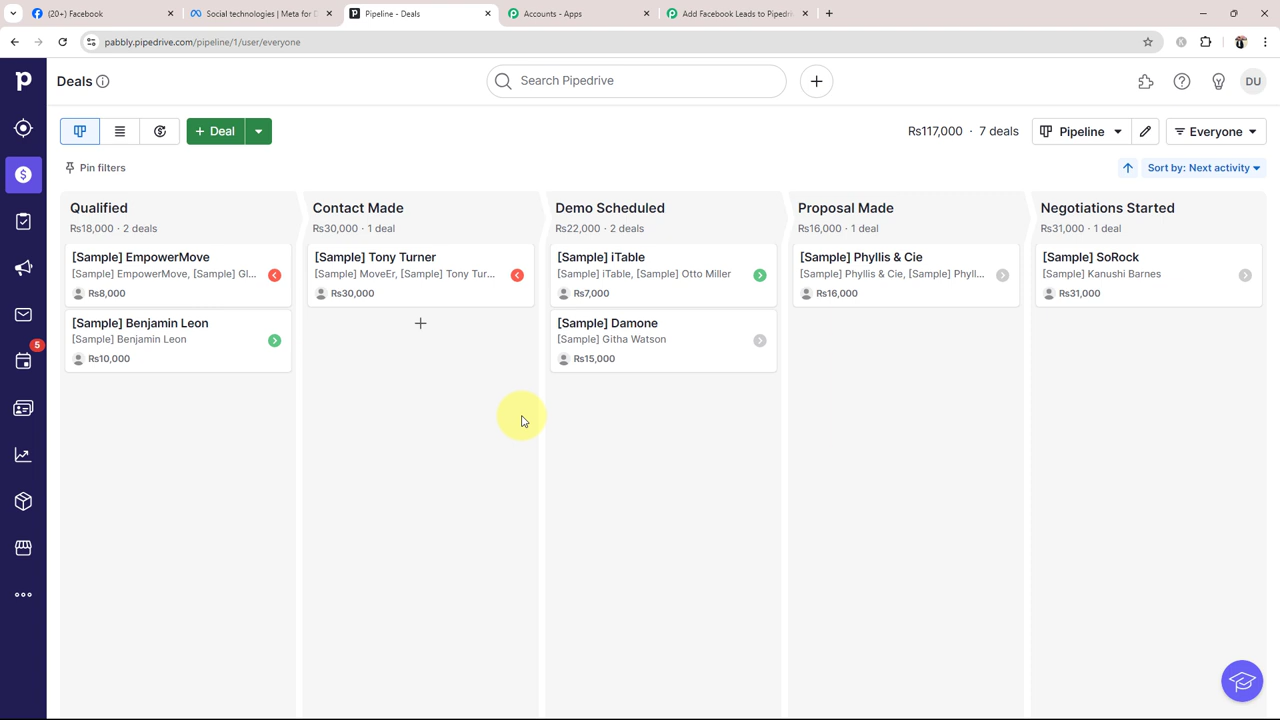 (20+) Facebook
Social technologies | Meta for D
Pipeline - Deals
Accounts - Apps
Add Facebook Leads to Pipedri
pabbly.pipedrive.com/pipeline/1/user/everyone
K
p
Deals
Search Pipedrive
DU
+ Deal
Rs117,000 · 7 deals
Pipeline
Everyone
Pin filters
Sort by: Next activity
Qualified
Rs18,000 · 2 deals
[Sample] EmpowerMove
[Sample] EmpowerMove, [Sample] Gl...
Rs8,000
[Sample] Benjamin Leon
[Sample] Benjamin Leon
Rs10,000
Contact Made
Rs30,000 · 1 deal
[Sample] Tony Turner
[Sample] MoveEr, [Sample] Tony Tur...
Rs30,000
Demo Scheduled
Rs22,000 · 2 deals
[Sample] iTable
[Sample] iTable, [Sample] Otto Miller
Rs7,000
[Sample] Damone
[Sample] Githa Watson
Rs15,000
Proposal Made
Rs16,000 · 1 deal
[Sample] Phyllis & Cie
[Sample] Phyllis & Cie, [Sample] Phyll...
Rs16,000
Negotiations Started
Rs31,000 · 1 deal
[Sample] SoRock
[Sample] Kanushi Barnes
Rs31,000
5